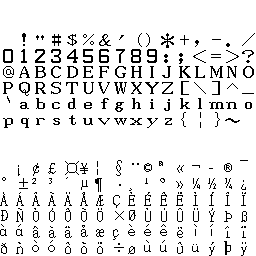 ! " # $ % & ´ ( ) * + , - . /
0 1 2 3 4 5 6 7 8 9 : ; < = > ?
@ A B C D E F G H I J K L M N O
P Q R S T U V W X Y Z [ \ ] ^ _
` a b c d e f g h i j k l m n o
p q r s t u v w x y z { ¦ } ~
¡ ¢ £ ¤ ¥ ¦ § ¨ © ª « ¬ - ® ¯
° ± ² ³ ´ µ ¶ · ¸ ¹ º » ¼ ½ ¾ ¿
À Á Â Ã Ä Å Æ Ç È É Ê Ë Ì Í Î Ï
Ð Ñ Ò Ó Ô Õ Ö × Ø Ù Ú Û Ü Ý Þ ß
à á â ã ä å æ ç è é ê ë ì í î ï
ð ñ ò ó ô õ ö ÷ ø ù ú û ü ý þ ÿ